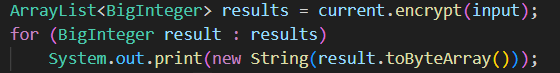 ArrayList<BigInteger> results = current.encrypt(input);
for (BigInteger result : results)
    System.out.print(new String(result.toByteArray()));